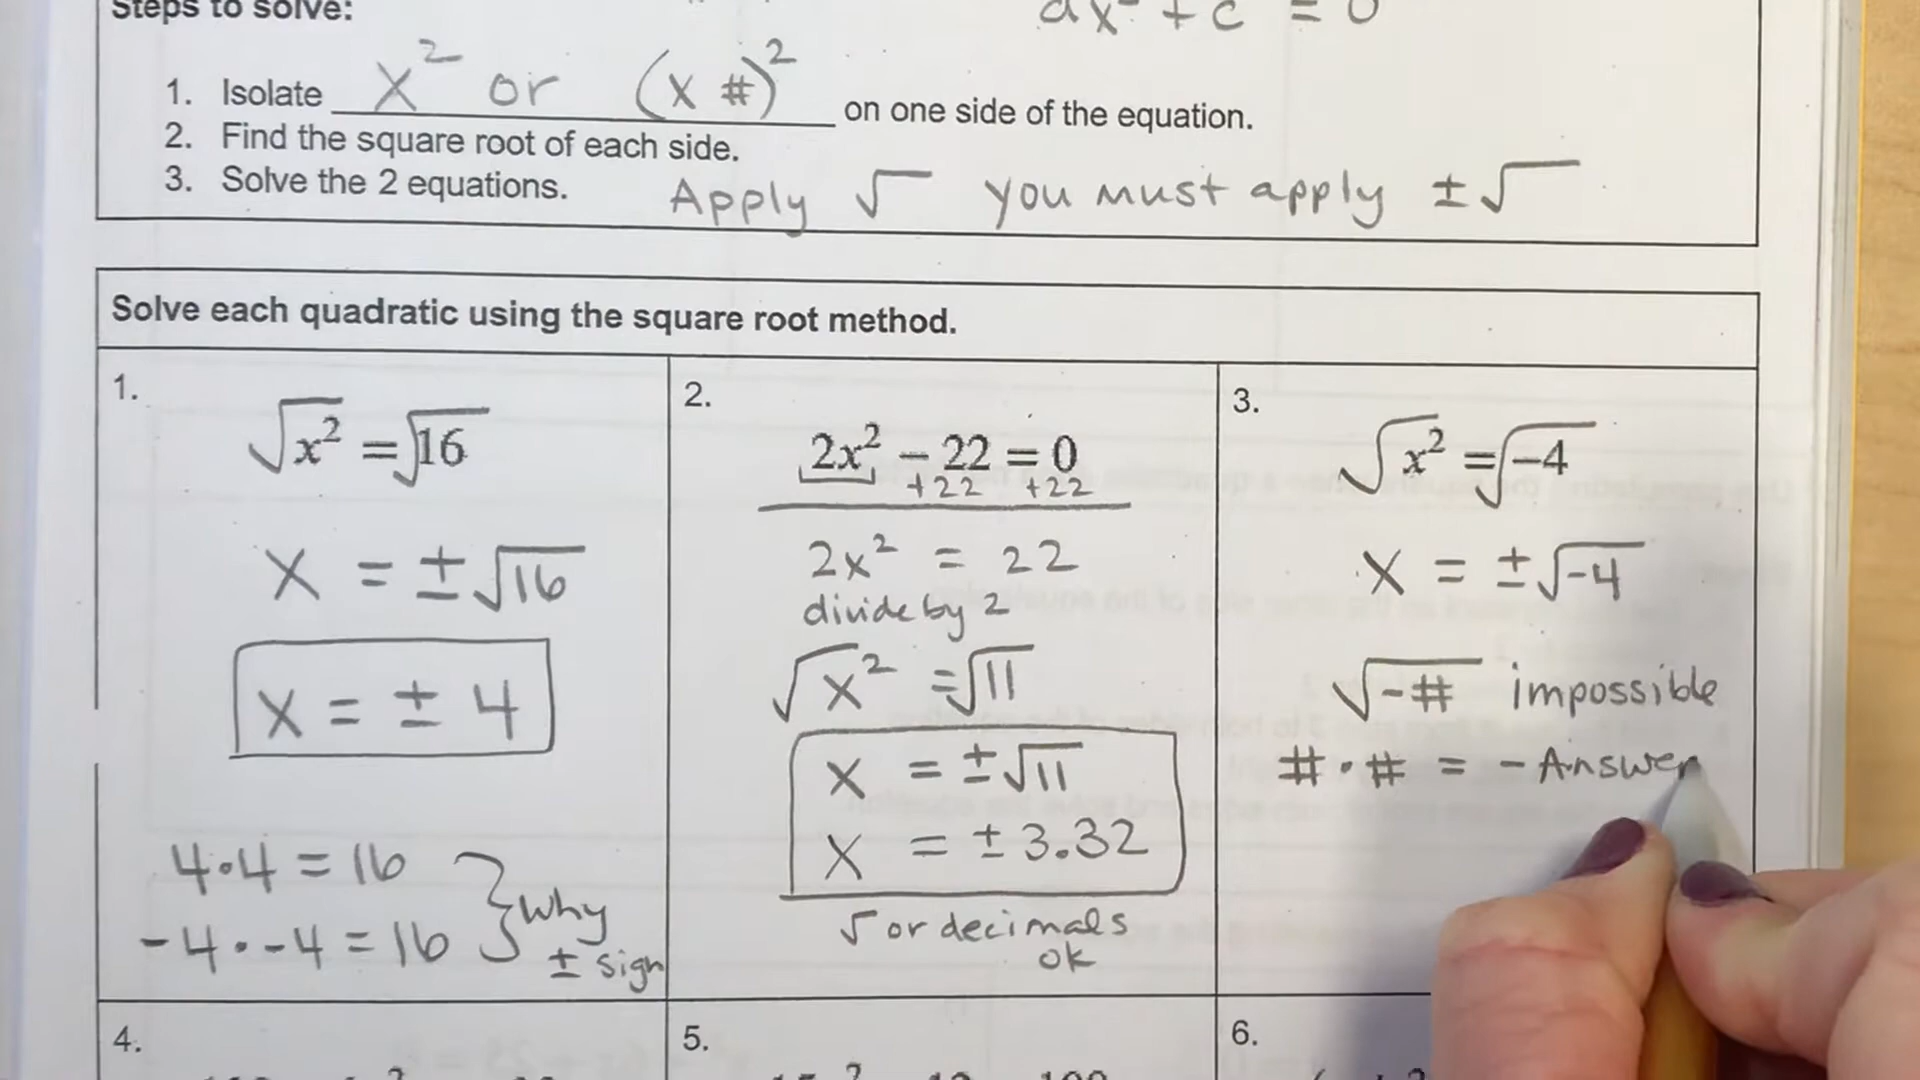 Steps to solve:
ax² + c = 0
1. Isolate x² or (x #)² on one side of the equation.
2. Find the square root of each side.
3. Solve the 2 equations.
Apply √ you must apply ±√
Solve each quadratic using the square root method.
1.
√x² = √16
x = ±√16
x = ± 4
4·4 = 16
-4·-4 = 16
} why
± sign
2.
2x² − 22 = 0
+22 +22
2x² = 22
divide by 2
√x² = √11
x = ±√11
x = ± 3.32
√ or decimals
ok
3.
√x² = √−4
x = ±√-4
√-# impossible
#·# = - Answer
4.
5.
6.